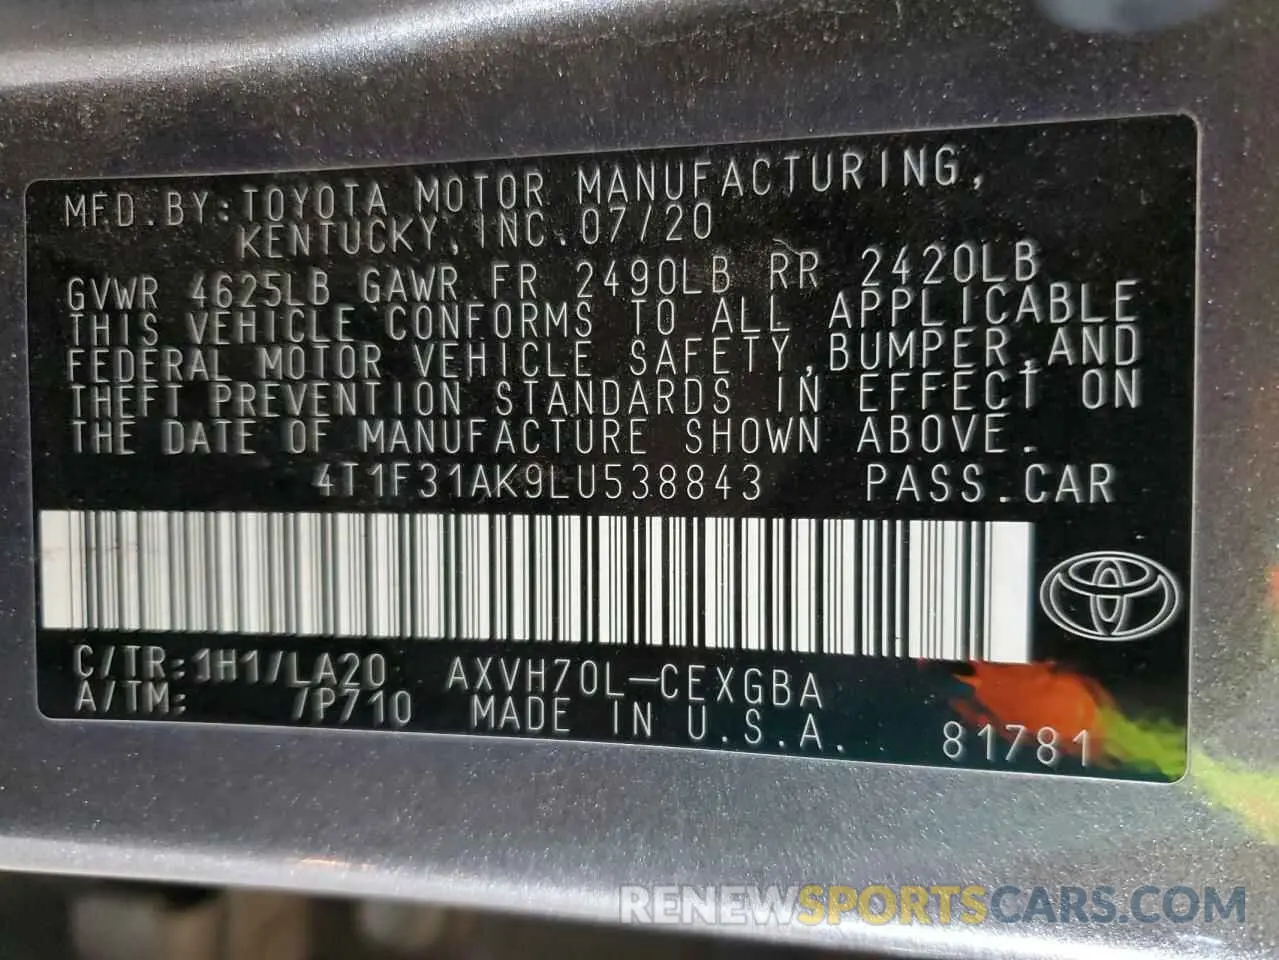 MFD.BY:TOYOTA MOTOR MANUFACTURING,
KENTUCKY,INC.07/20
GVWR 4625LB GAWR FR 2490LB RR 2420LB
THIS VEHICLE CONFORMS TO ALL APPLICABLE
FEDERAL MOTOR VEHICLE SAFETY,BUMPER,AND
THEFT PREVENTION STANDARDS IN EFFECT ON
THE DATE OF MANUFACTURE SHOWN ABOVE.
4T1F31AK9LU538843 PASS.CAR
C/TR:1H1/LA20 AXVH70L-CEXGBA
A/TM: /P710 MADE IN U.S.A. 81781
RENEWSPORTSCARS.COM